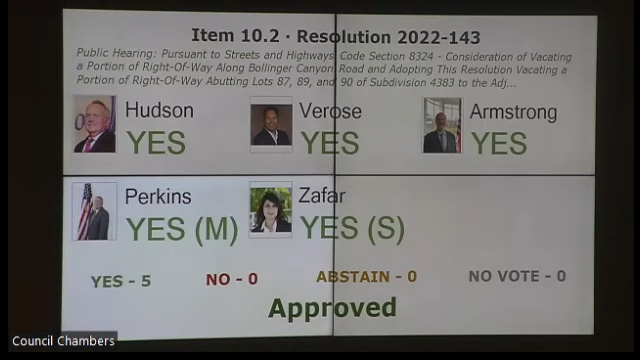 Item 10.2 · Resolution 2022-143
Public Hearing: Pursuant to Streets and Highways Code Section 8324 - Consideration of Vacating
a Portion of Right-Of-Way Along Bollinger Canyon Road and Adopting This Resolution Vacating a
Portion of Right-Of-Way Abutting Lots 87, 89, and 90 of Subdivision 4383 to the Adj...
Hudson
YES
Verose
YES
Armstrong
YES
Perkins
YES (M)
Zafar
YES (S)
YES - 5 NO - 0 ABSTAIN - 0 NO VOTE - 0
Approved
Council Chambers